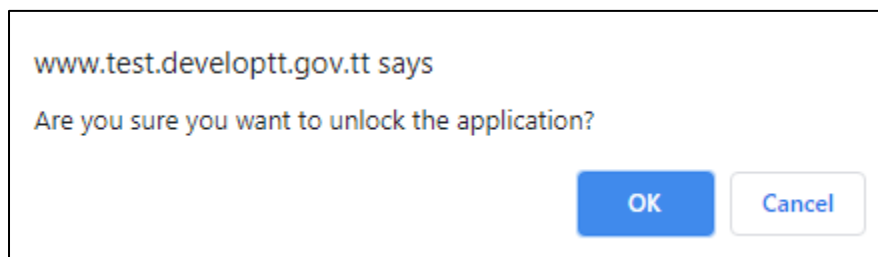 www.test.developtt.gov.tt says
Are you sure you want to unlock the application?
OK
Cancel